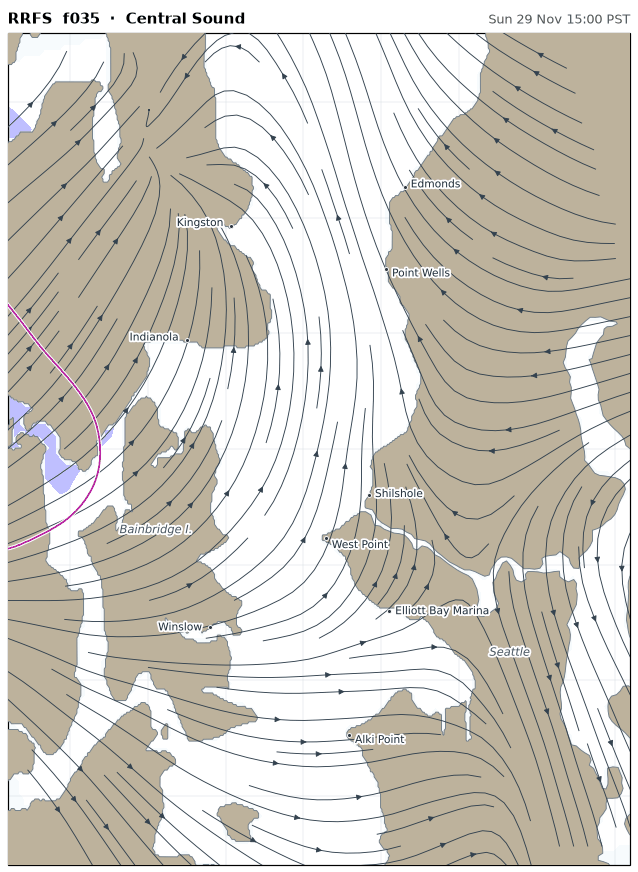 RRFS f035 · Central Sound
Sun 29 Nov 15:00 PST
Edmonds
Kingston
Point Wells
Indianola
Shilshole
Bainbridge I.
West Point
Elliott Bay Marina
Winslow
Seattle
Alki Point